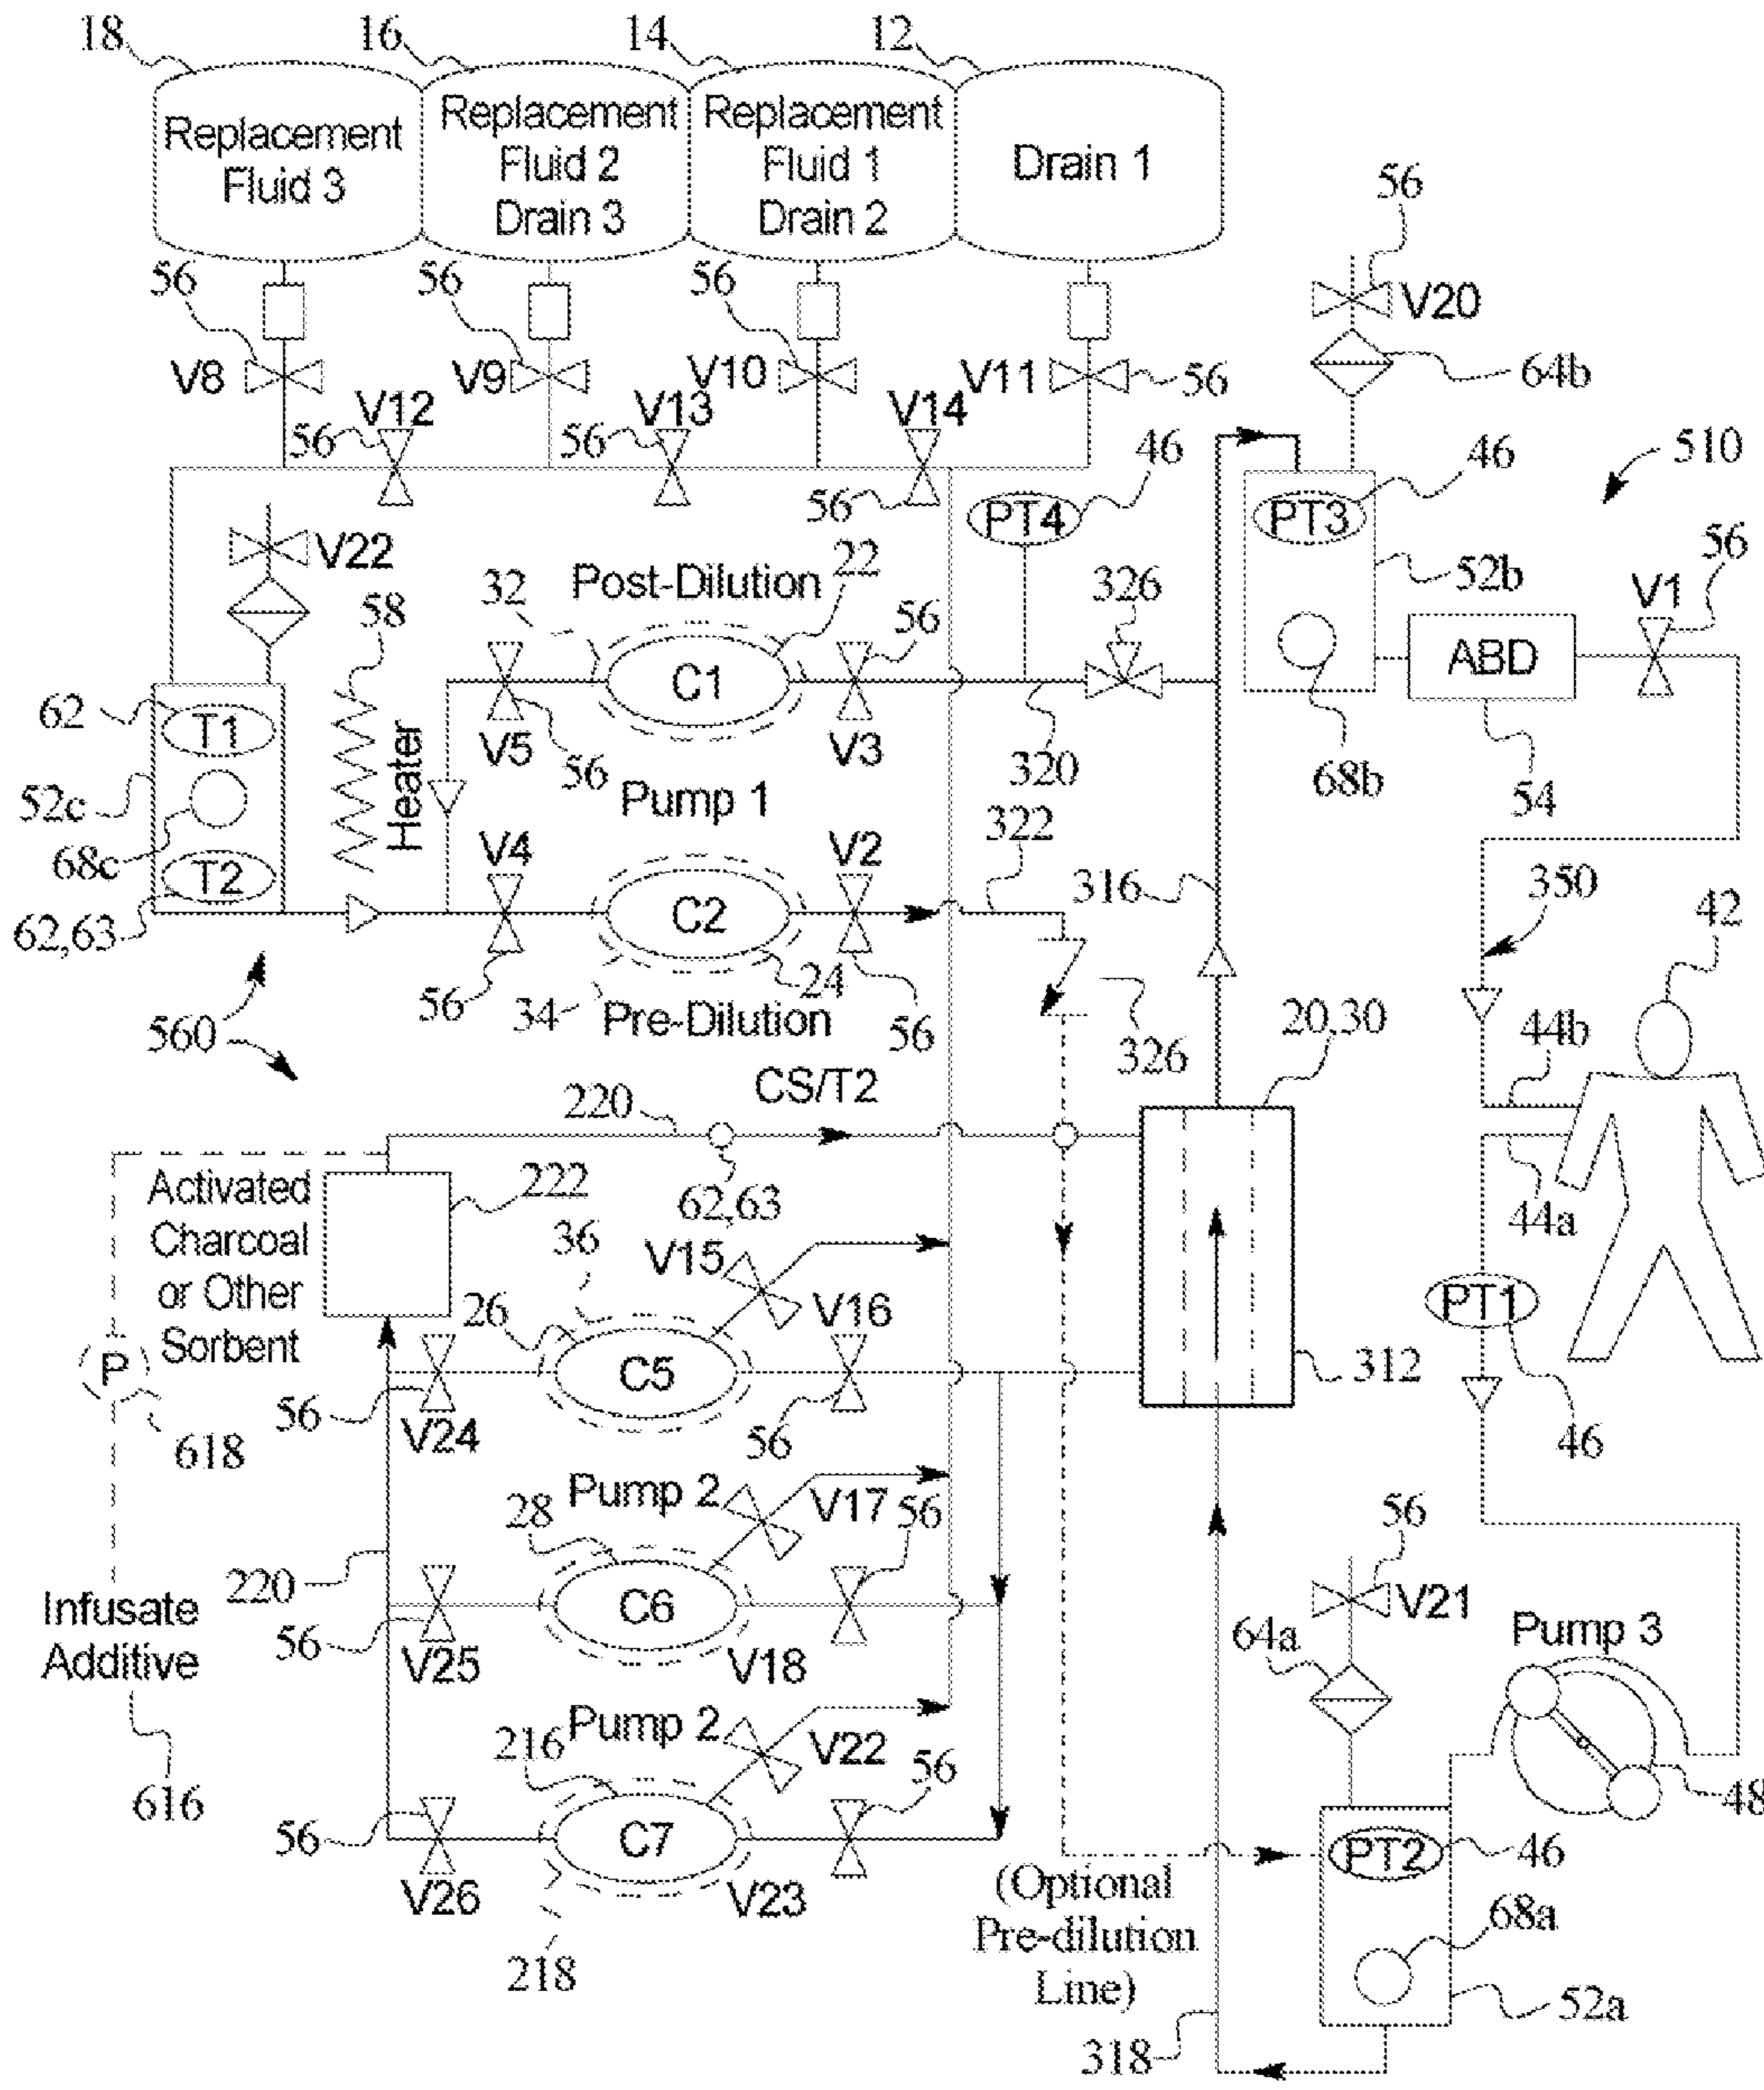 18
16
14
12
Replacement
Fluid 3
Replacement
Fluid 2
Drain 3
Replacement
Fluid 1
Drain 2
Drain 1
56
56
56
56
V20
V8
V9
V10
V11
56
64b
V12
V13
V14
56
56
56
46
46
510
PT4
PT3
V22
58
32
Post-Dilution
22
56
326
52b
V1
56
62
T1
C1
ABD
52c
Heater
V5
56
V3
320
68b
54
Pump 1
322
68c
T2
V4
V2
316
350
42
62,63
C2
56
34
24
56
560
Pre-Dilution
326
20,30
44b
CS/T2
220
Activated
Charcoal
or Other
Sorbent
222
62,63
44a
36
V15
26
V16
PT1
P
C5
312
56
V24
56
46
618
Pump 2
V17
56
28
56
220
C6
V21
Infusate
Additive
56
V25
V18
64a
Pump 3
Pump 2
V22
216
56
616
56
C7
48
PT2
46
V26
V23
(Optional
Pre-dilution
Line)
68a
218
52a
318